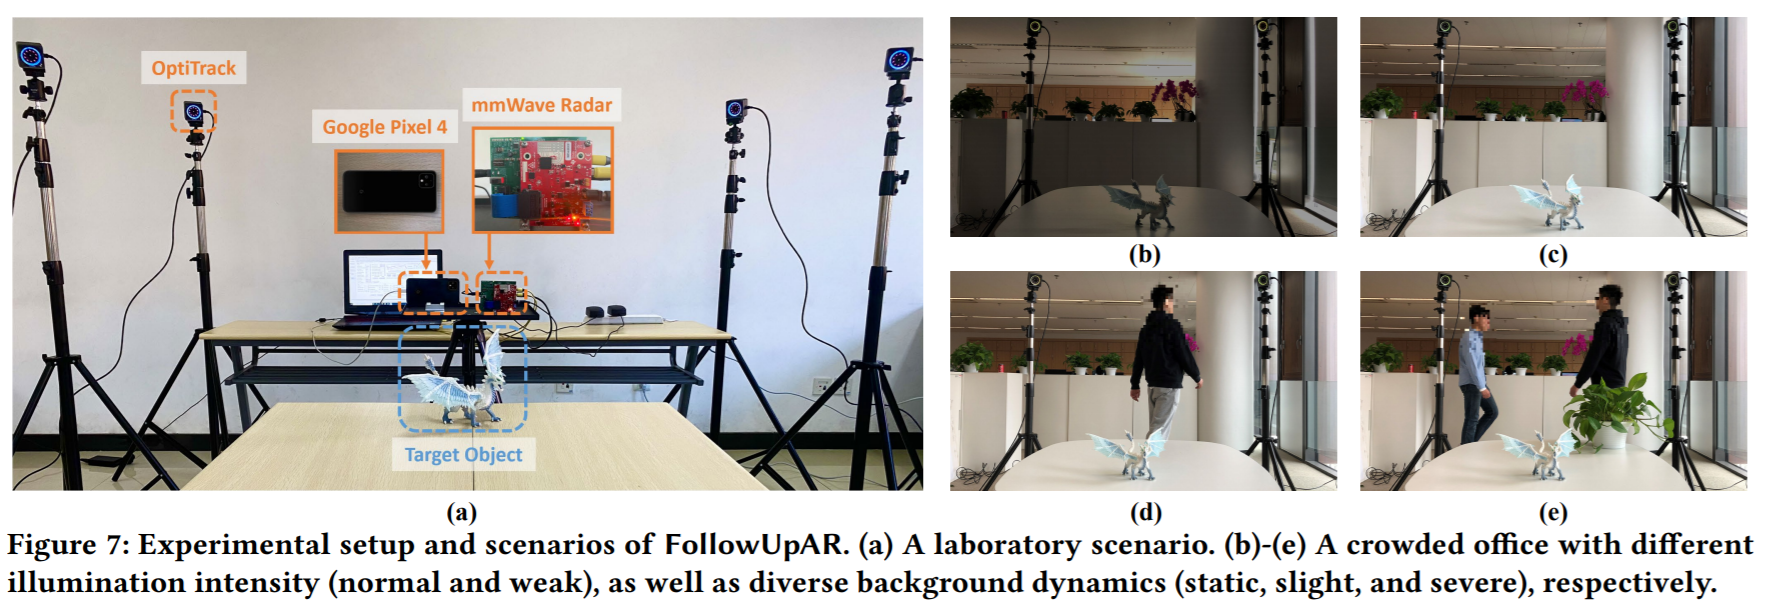 OptiTrack
mmWave Radar
Google Pixel 4
Target Object
(a)
(b)
(c)
(d)
(e)
Figure 7: Experimental setup and scenarios of FollowUpAR. (a) A laboratory scenario. (b)-(e) A crowded office with different
illumination intensity (normal and weak), as well as diverse background dynamics (static, slight, and severe), respectively.